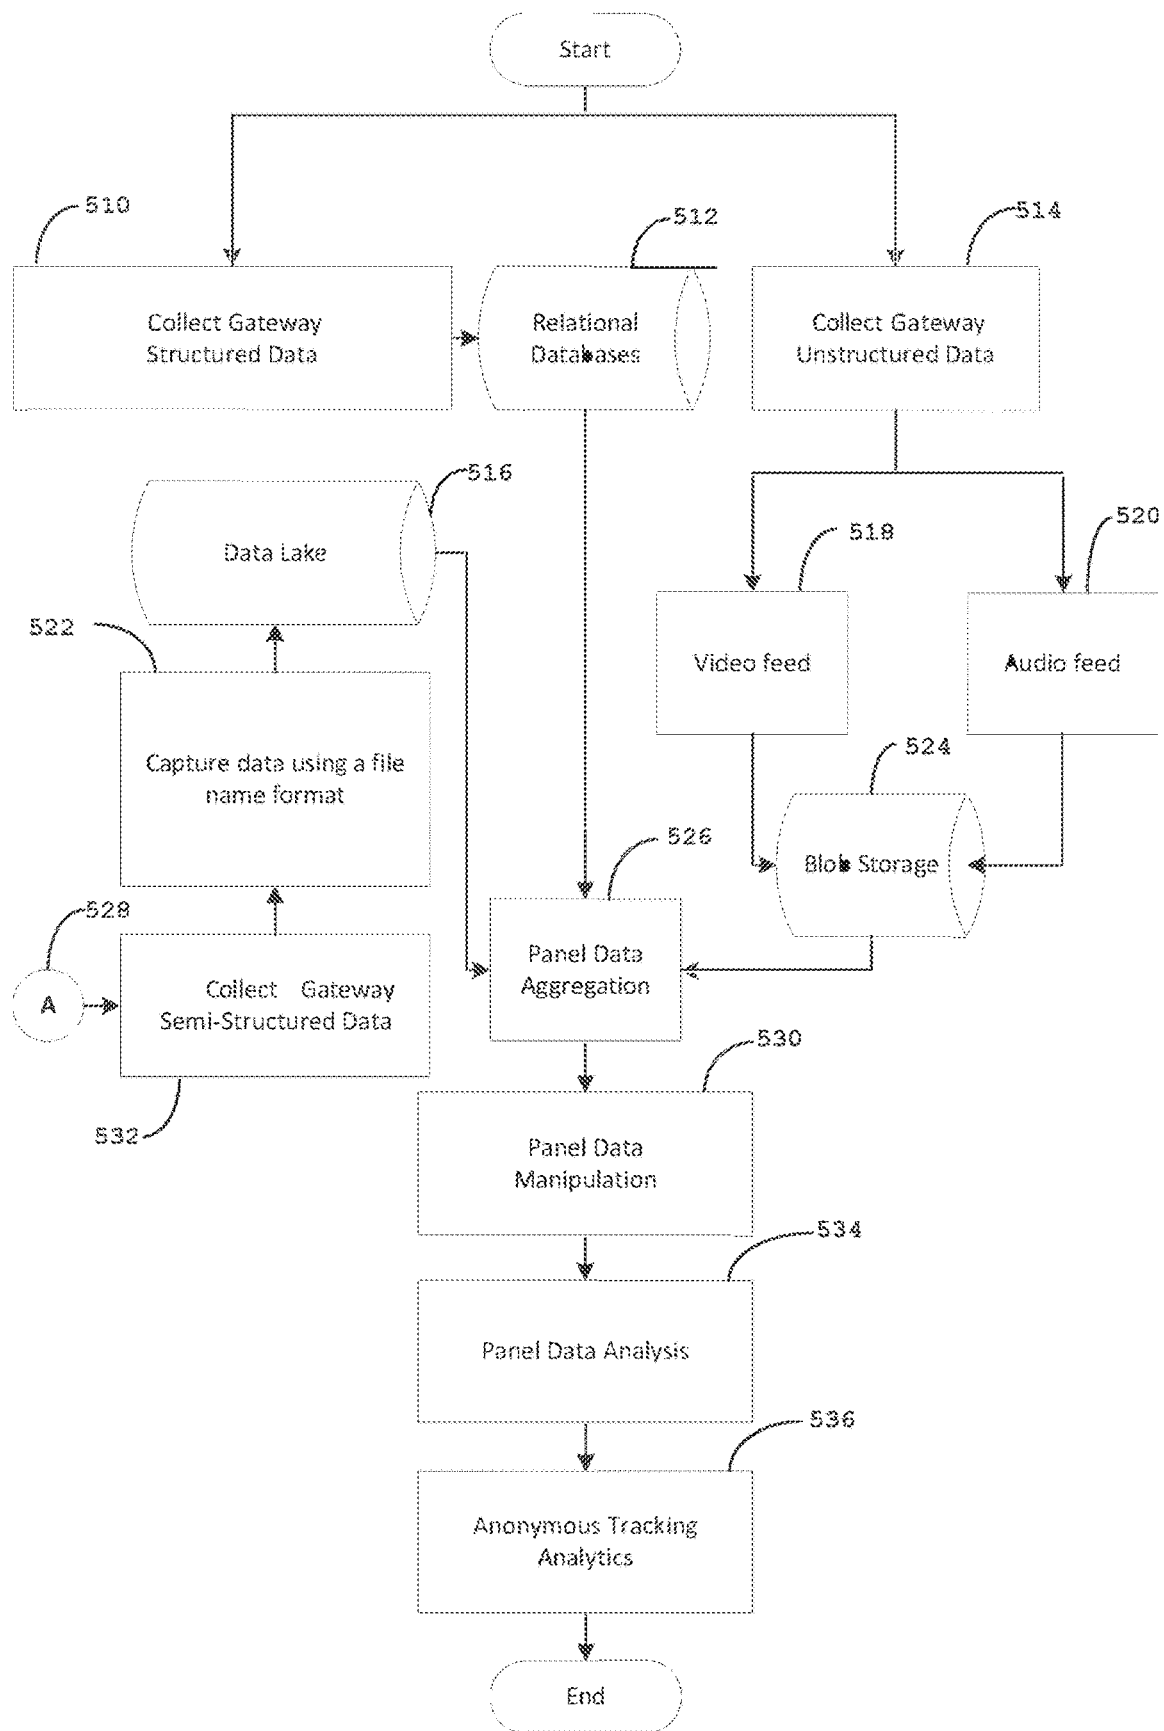 Start
510
512
514
Collect Gateway
Structured Data
Relational
Databases
Collect Gateway
Unstructured Data
516
Data Lake
518
520
522
Video feed
Audio feed
Capture data using a file
name format
524
Blob Storage
526
528
A
Collect Gateway
Semi-Structured Data
Panel Data
Aggregation
530
532
Panel Data
Manipulation
534
Panel Data Analysis
536
Anonymous Tracking
Analytics
End